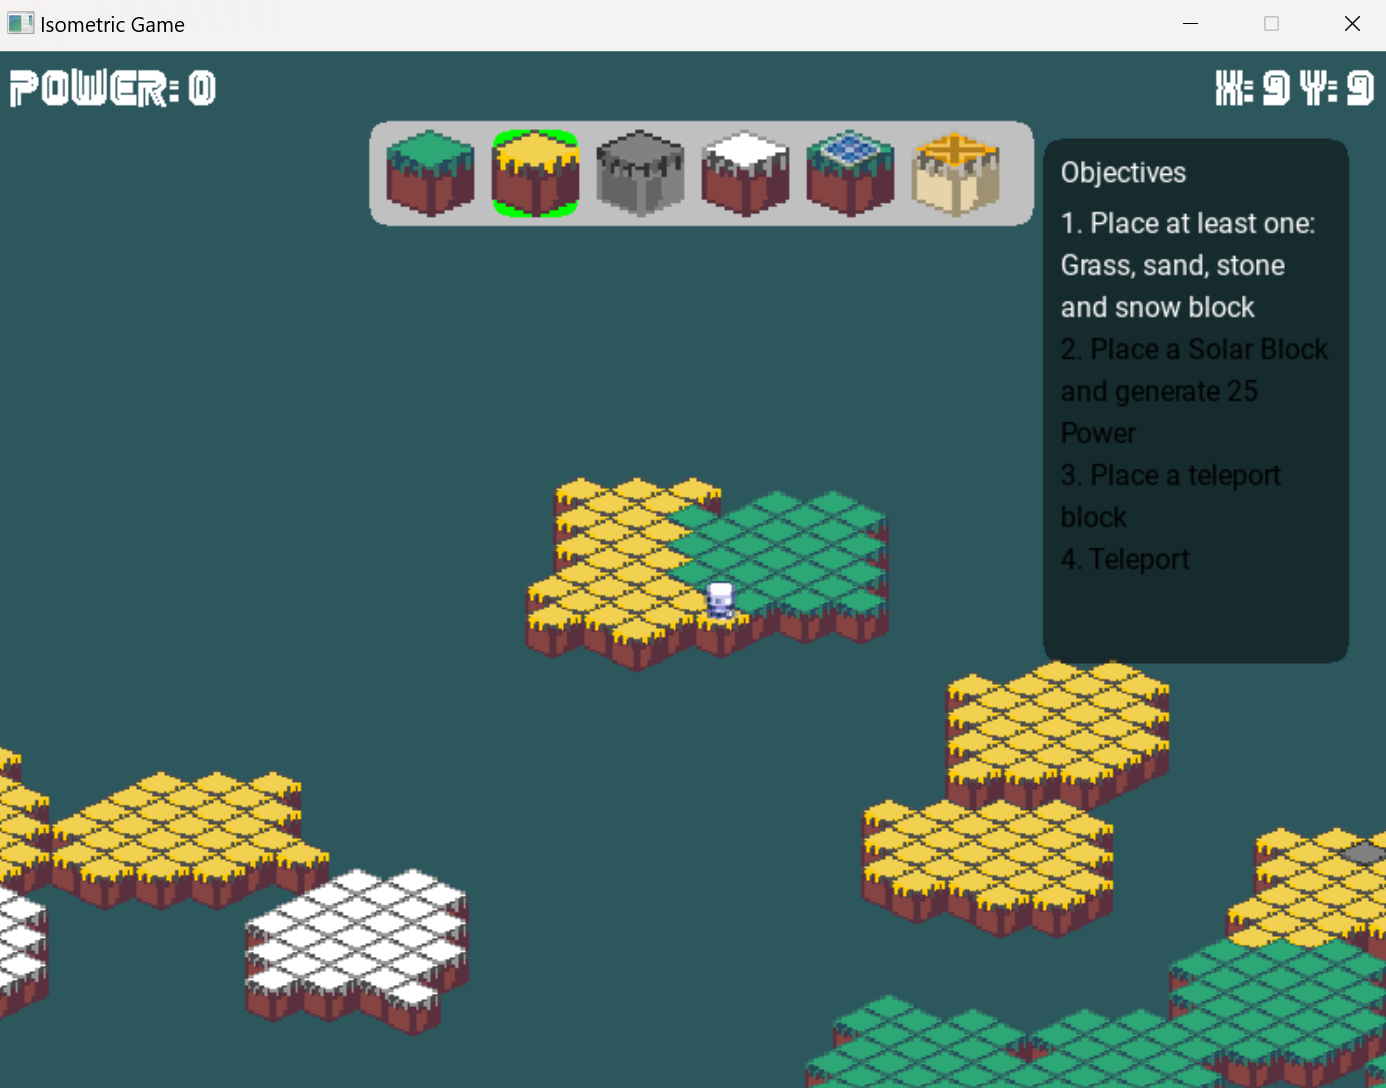 Isometric Game
POWER: 0
X: 9 Y: 9
Objectives
1. Place at least one:
Grass, sand, stone
and snow block
2. Place a Solar Block
and generate 25
Power
3. Place a teleport
block
4. Teleport